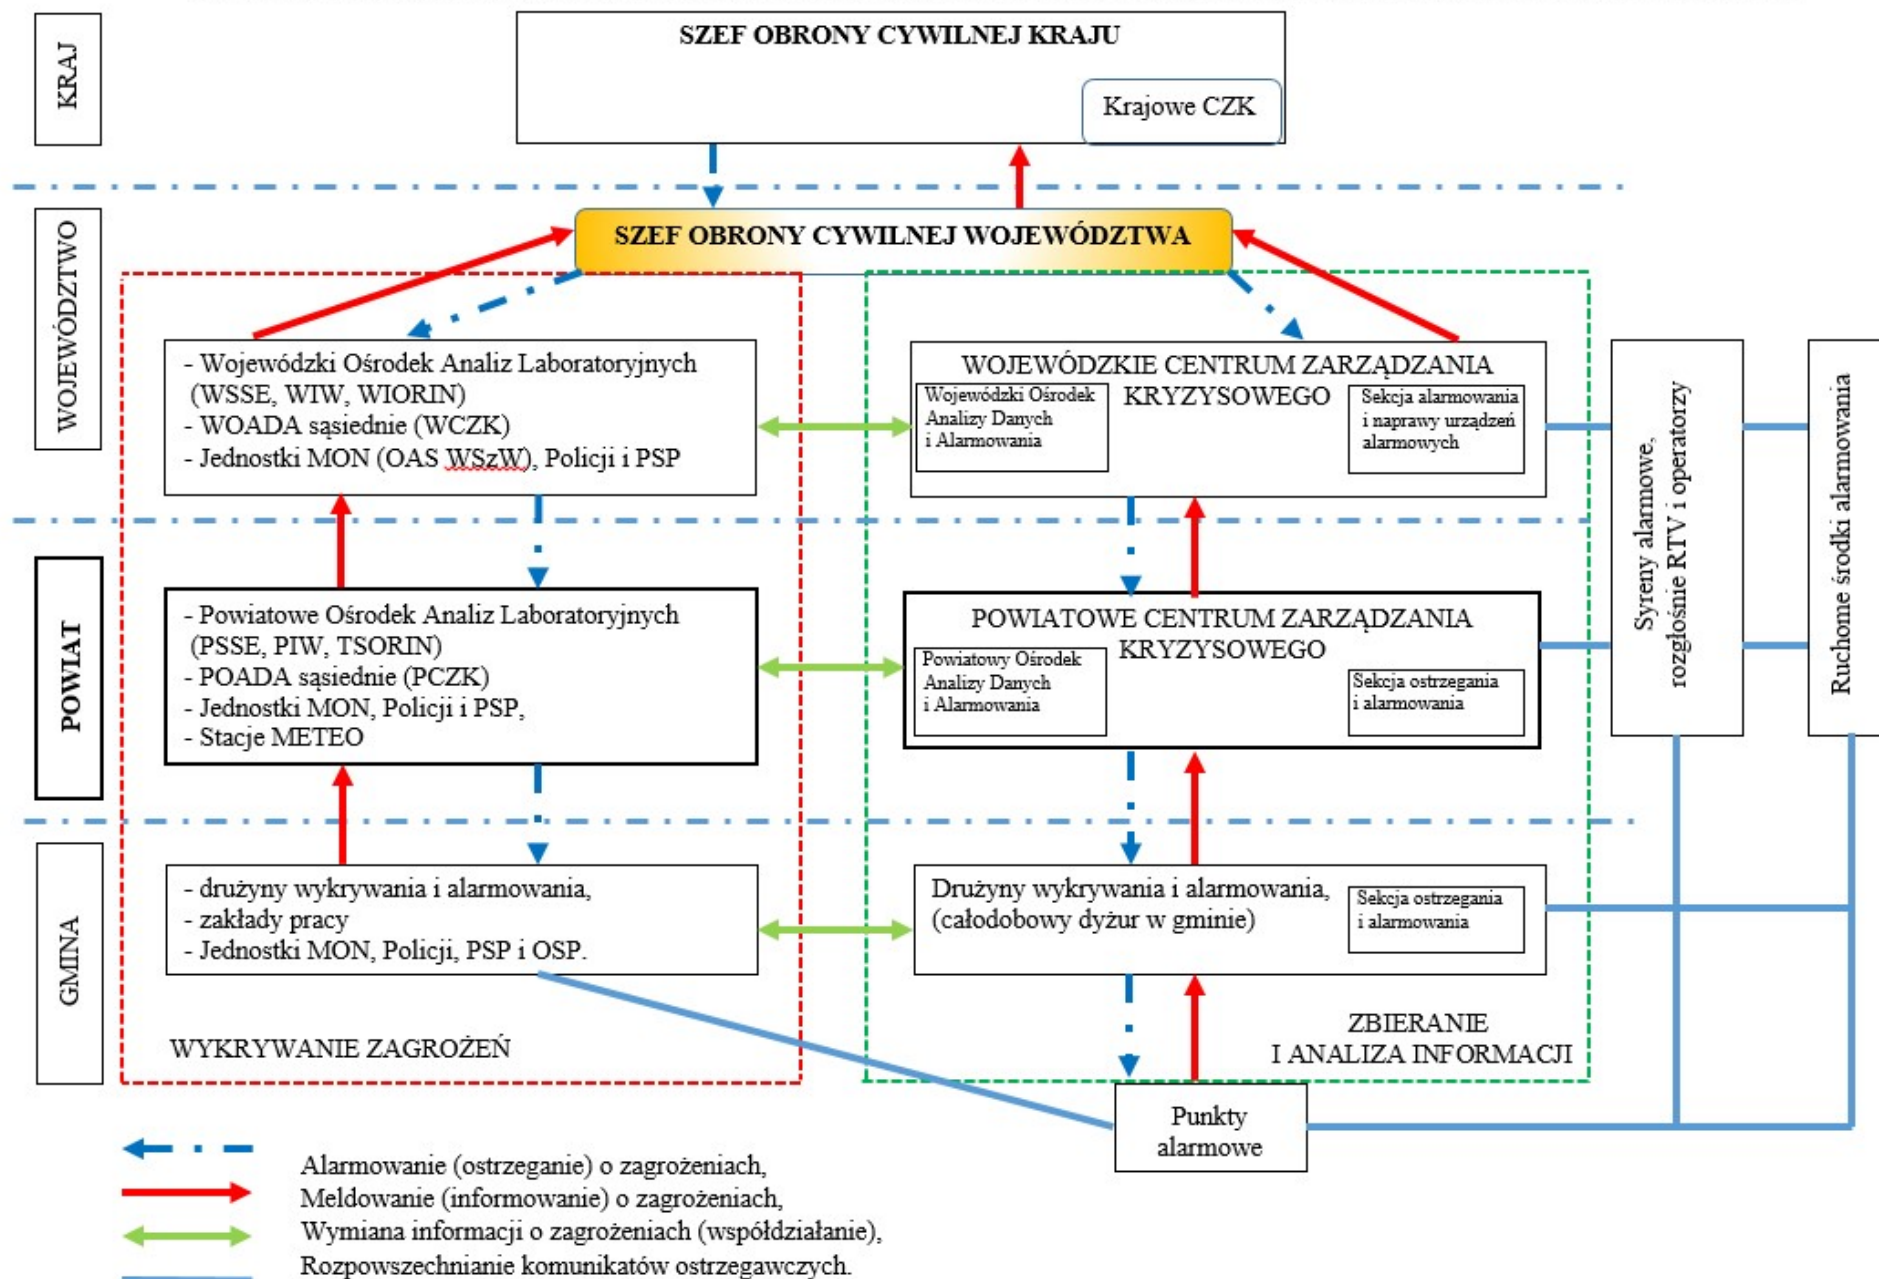 KRAJ
SZEF OBRONY CYWILNEJ KRAJU
Krajowe CZK
WOJEWÓDZTWO
SZEF OBRONY CYWILNEJ WOJEWÓDZTWA
- Wojewódzki Ośrodek Analiz Laboratoryjnych
(WSSE, WIW, WIORIN)
- WOADA sąsiednie (WCZK)
- Jednostki MON (OAS WSzW), Policji i PSP
WOJEWÓDZKIE CENTRUM ZARZĄDZANIA
KRYZYSOWEGO
Wojewódzki Ośrodek
Analizy Danych
i Alarmowania
Sekcja alarmowania
i naprawy urządzeń
alarmowych
Syreny alarmowe,
rozgłośnie RTV i operatorzy
Ruchome środki alarmowania
POWIAT
- Powiatowe Ośrodek Analiz Laboratoryjnych
(PSSE, PIW, TSORIN)
- POADA sąsiednie (PCZK)
- Jednostki MON, Policji i PSP,
- Stacje METEO
POWIATOWE CENTRUM ZARZĄDZANIA
KRYZYSOWEGO
Powiatowy Ośrodek
Analizy Danych
i Alarmowania
Sekcja ostrzegania
i alarmowania
GMINA
- drużyny wykrywania i alarmowania,
- zakłady pracy
- Jednostki MON, Policji, PSP i OSP.
Drużyny wykrywania i alarmowania,
(całodobowy dyżur w gminie)
Sekcja ostrzegania
i alarmowania
WYKRYWANIE ZAGROŻEŃ
ZBIERANIE
I ANALIZA INFORMACJI
Punkty
alarmowe
Alarmowanie (ostrzeganie) o zagrożeniach,
Meldowanie (informowanie) o zagrożeniach,
Wymiana informacji o zagrożeniach (współdziałanie),
Rozpowszechnianie komunikatów ostrzegawczych.